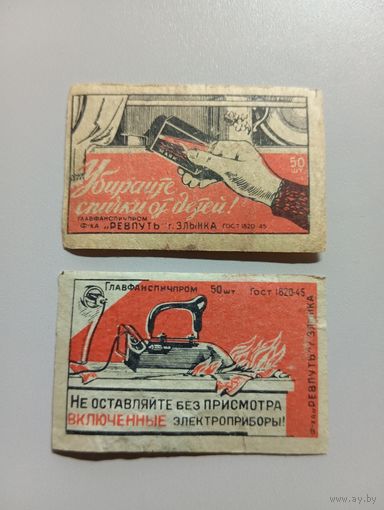 50
ШТ.
Убирайте
спички от детей!
ГЛАВФАНСПИЧПРОМ
Ф-КА „РЕВПУТЬ" г. ЗЛЫНКА ГОСТ 1820-45
ГЛАВФАНСПИЧПРОМ 50 ШТ. ГОСТ 1820-45
Ф-КА „РЕВПУТЬ" г. ЗЛЫНКА
НЕ ОСТАВЛЯЙТЕ БЕЗ ПРИСМОТРА
ВКЛЮЧЕННЫЕ ЭЛЕКТРОПРИБОРЫ!
www.ay.by